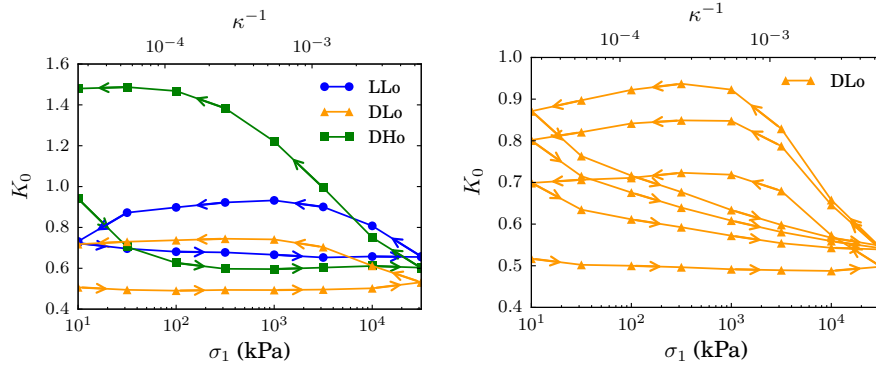 κ⁻¹
10⁻⁴ 10⁻³
1.6
1.4
1.2
1.0
0.8
0.6
0.4
K₀
LLo
DLo
DHo
10¹ 10² 10³ 10⁴
σ₁ (kPa)
κ⁻¹
10⁻⁴ 10⁻³
1.0
0.9
0.8
0.7
0.6
0.5
0.4
K₀
DLo
10¹ 10² 10³ 10⁴
σ₁ (kPa)